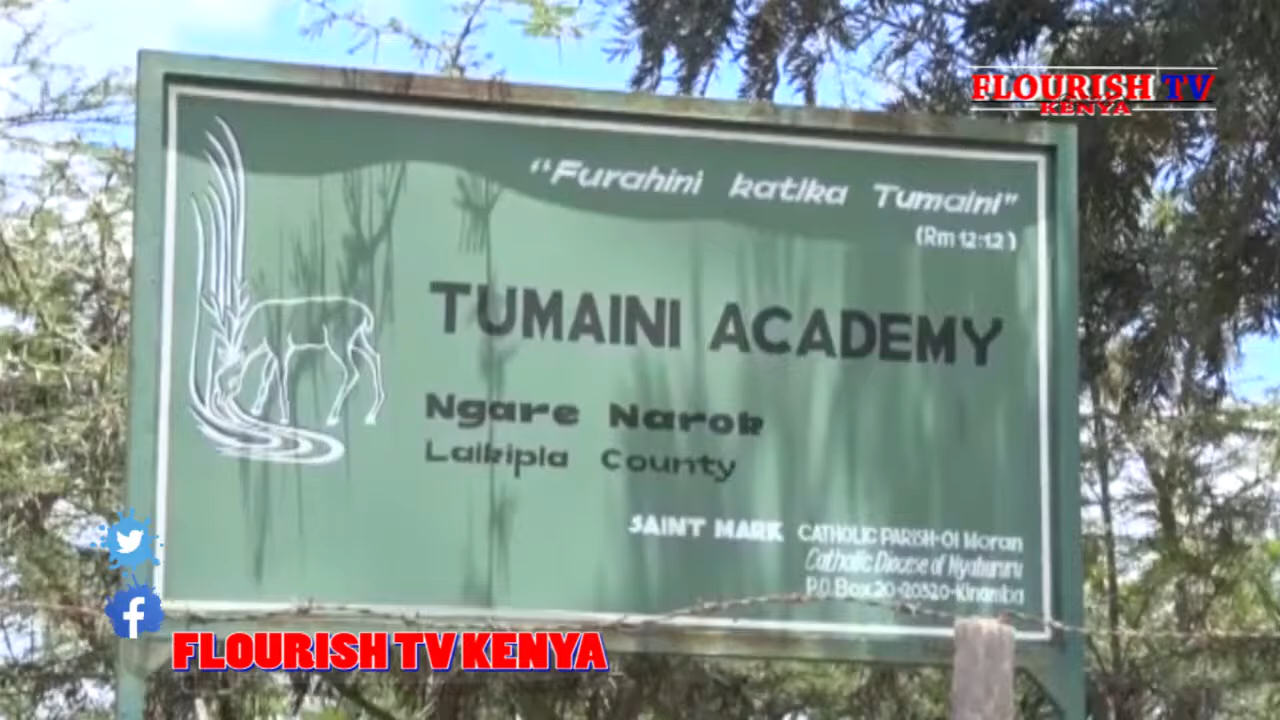 FLOURISH TV
KENYA
"Furahini katika Tumaini"
(Rm 12:12)
TUMAINI ACADEMY
Ngare Narok
Laikipia County
SAINT MARK CATHOLIC PARISH-Ol Moran
Catholic Diocese of Nyahururu
P.O. Box 20-20320-Kinamba
FLOURISH TV KENYA